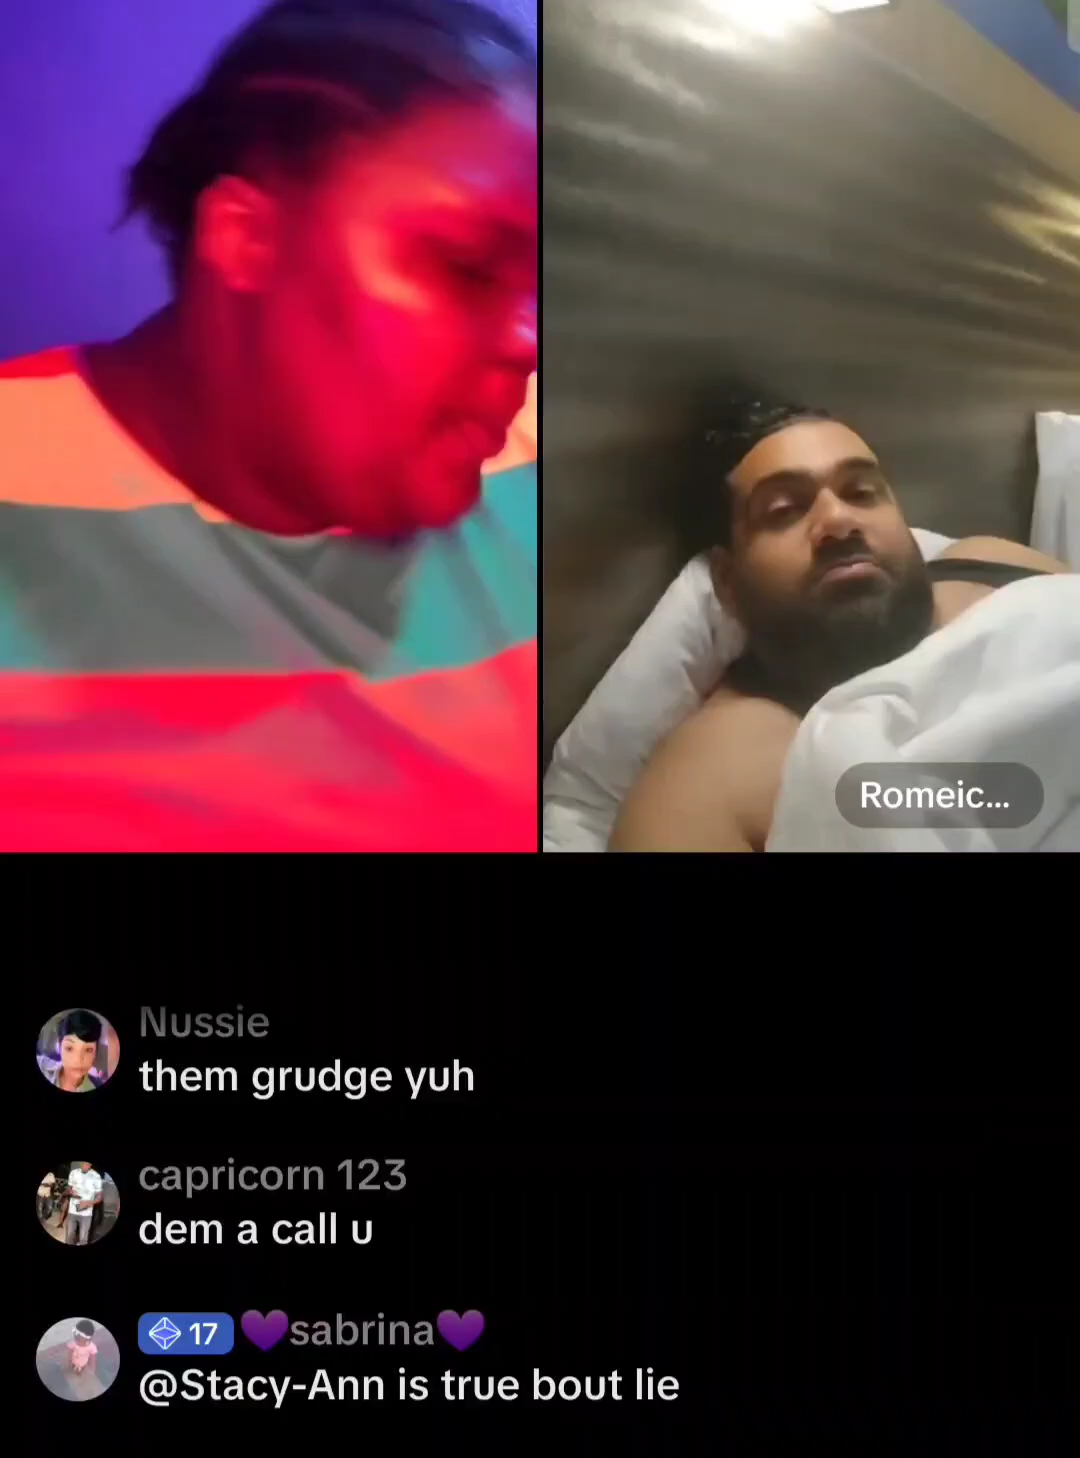 Romeic...
Nussie
them grudge yuh
capricorn 123
dem a call u
17 💜sabrina💜
@Stacy-Ann is true bout lie